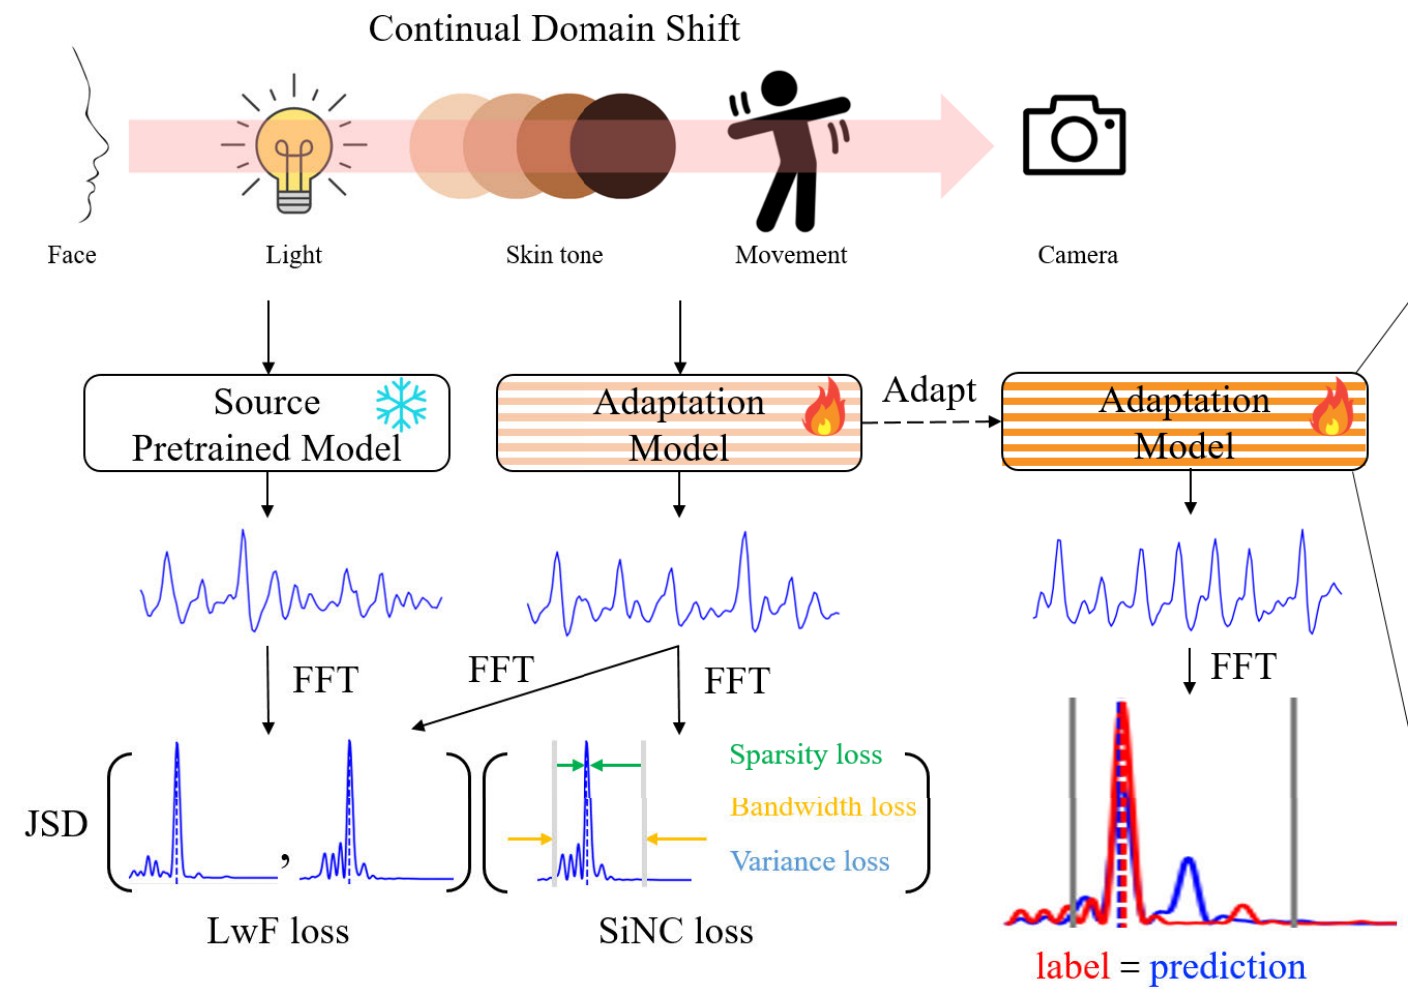 Continual Domain Shift
Face
Light
Skin tone
Movement
Camera
Source
Pretrained Model
Adaptation
Model
Adapt
Adaptation
Model
FFT
FFT
FFT
FFT
JSD
,
Sparsity loss
Bandwidth loss
Variance loss
LwF loss
SiNC loss
label = prediction